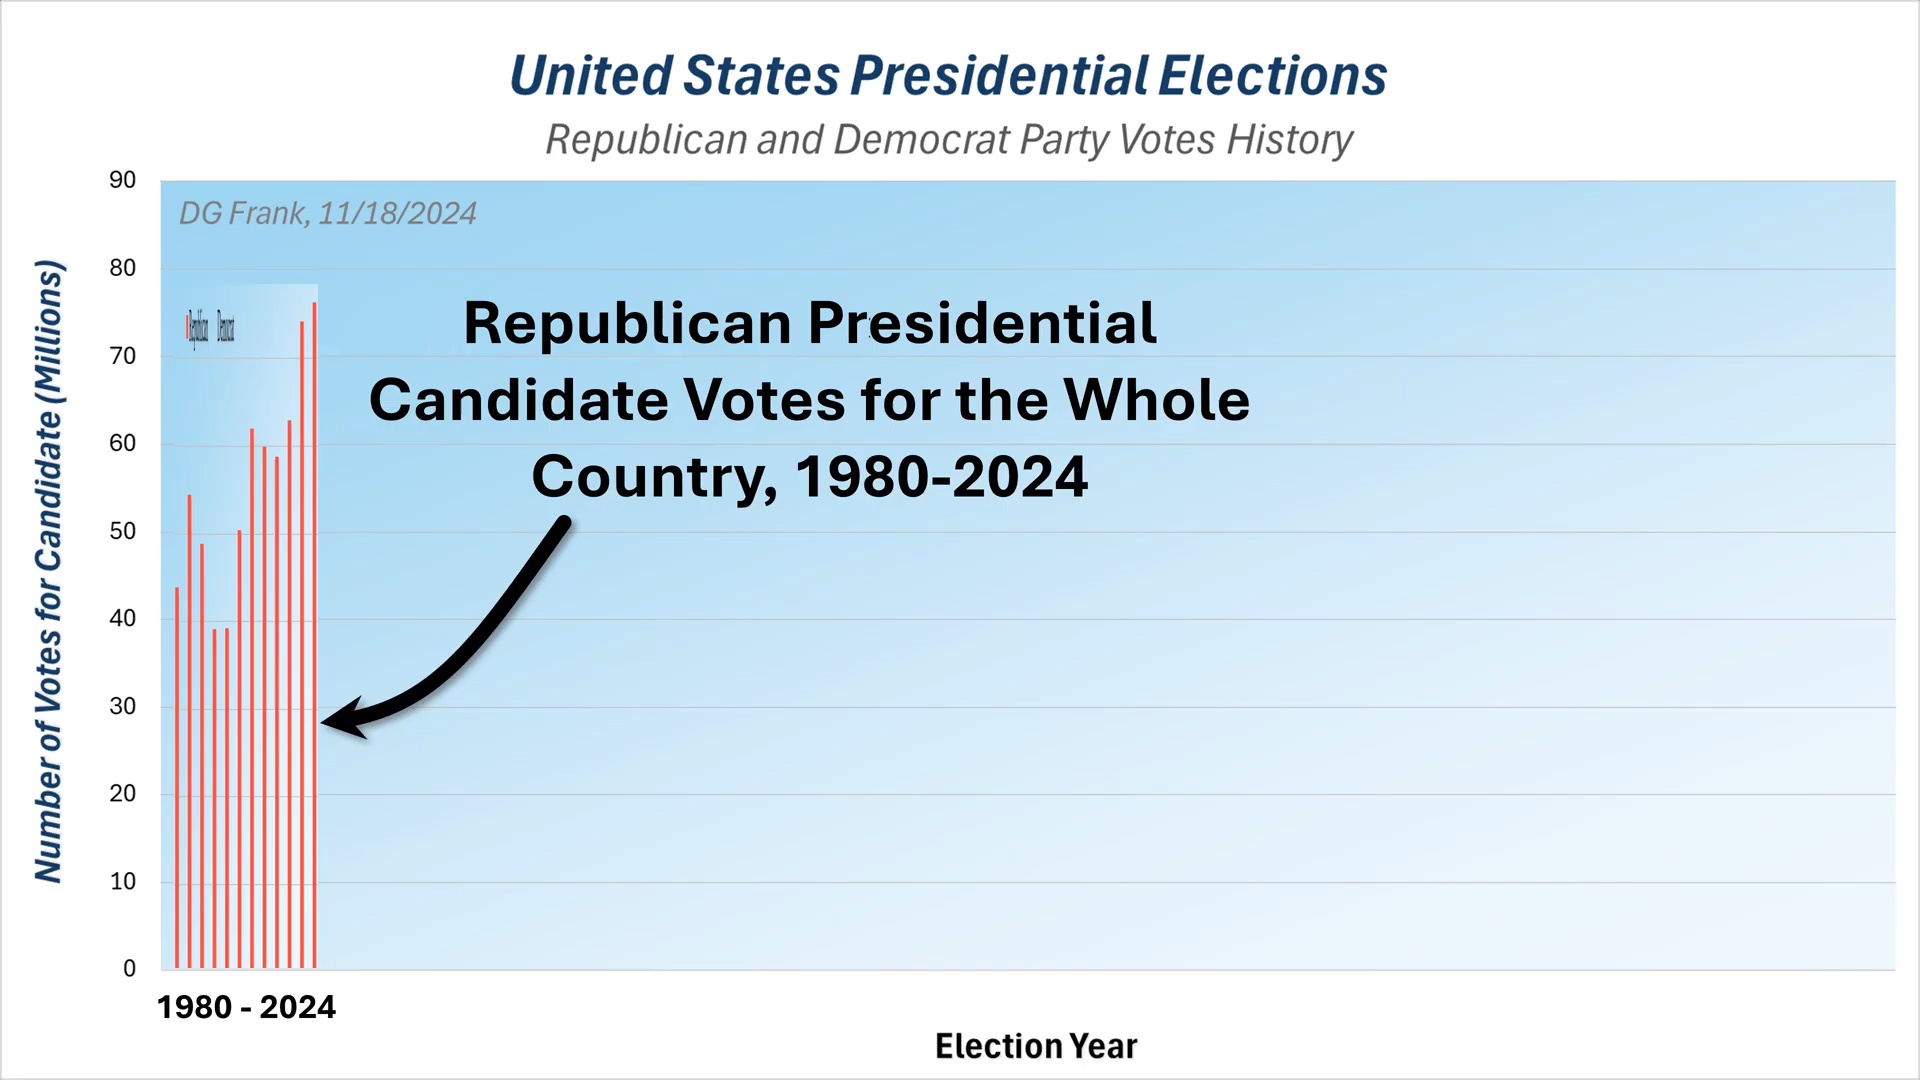 United States Presidential Elections
Republican and Democrat Party Votes History
DG Frank, 11/18/2024
Number of Votes for Candidate (Millions)
90
80
70
60
50
40
30
20
10
0
Republican Democrat
Republican Presidential
Candidate Votes for the Whole
Country, 1980-2024
1980 - 2024
Election Year